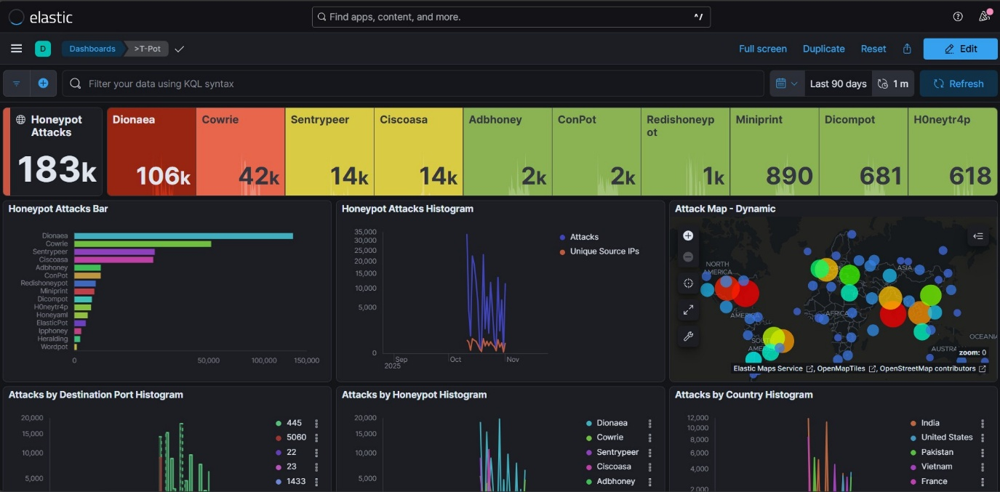 elastic
Find apps, content, and more.
^/
D
Dashboards
>T-Pot
Full screen
Duplicate
Reset
Edit
Filter your data using KQL syntax
Last 90 days
1 m
Refresh
Honeypot
Attacks
183k
Dionaea
106k
Cowrie
42k
Sentrypeer
14k
Ciscoasa
14k
Adbhoney
2k
ConPot
2k
Redishoneyp
ot
1k
Miniprint
890
Dicompot
681
H0neytr4p
618
Honeypot Attacks Bar
Dionaea
Cowrie
Sentrypeer
Ciscoasa
Adbhoney
ConPot
Redishoneypot
Miniprint
Dicompot
H0neytr4p
Honeyaml
ElasticPot
Ipphoney
Heralding
Wordpot
0
50,000
100,000
150,000
Honeypot Attacks Histogram
35,000
30,000
25,000
20,000
15,000
10,000
5,000
0
Sep
2025
Oct
Nov
Attacks
Unique Source IPs
Attack Map - Dynamic
NORTH
AMERICA
ASIA
AFRICA
SOUTH
OCEANIA
zoom: 0
Elastic Maps Service , OpenMapTiles , OpenStreetMap contributors
Attacks by Destination Port Histogram
20,000
15,000
10,000
5,000
445
5060
22
23
1433
Attacks by Honeypot Histogram
20,000
15,000
10,000
5,000
Dionaea
Cowrie
Sentrypeer
Ciscoasa
Adbhoney
Attacks by Country Histogram
12,000
10,000
8,000
6,000
4,000
2,000
India
United States
Pakistan
Vietnam
France